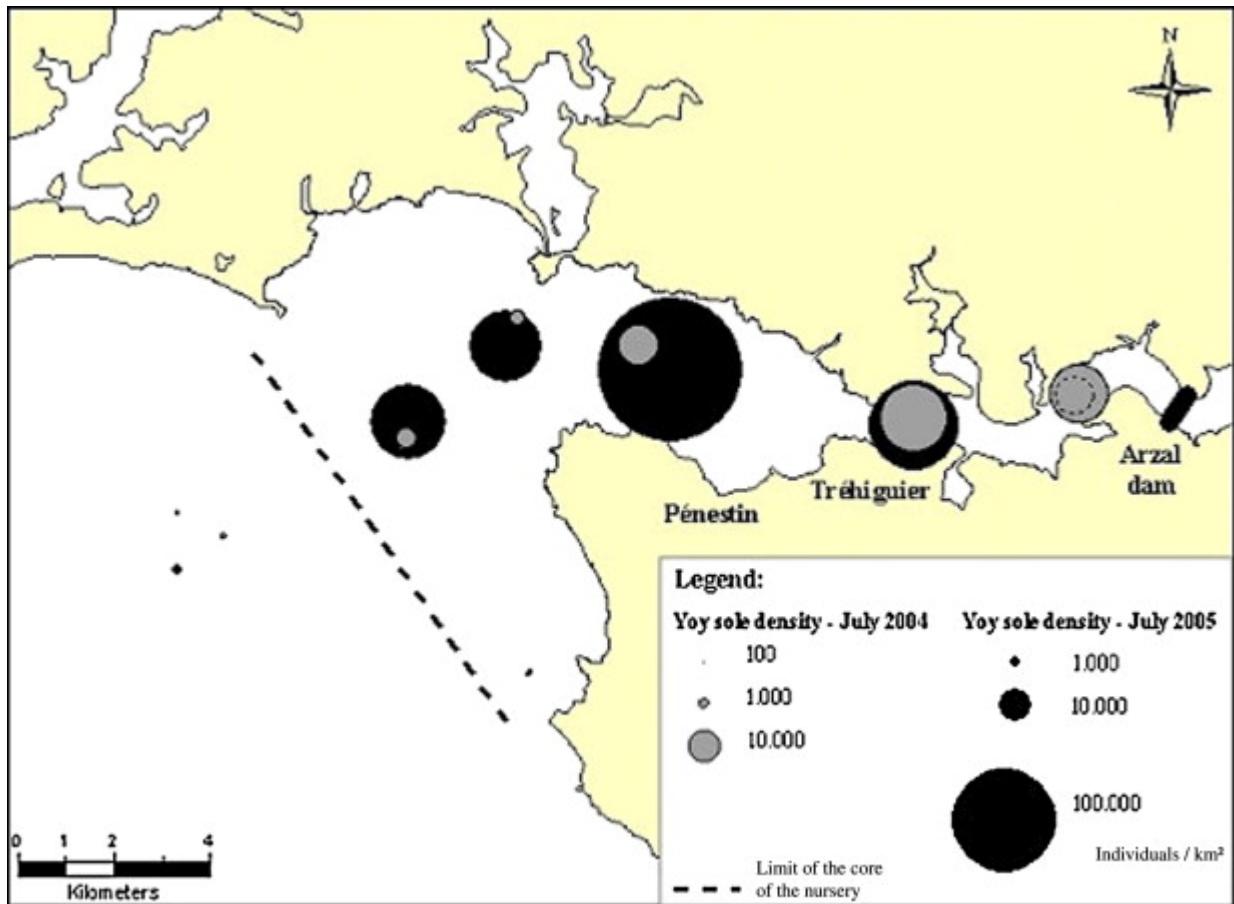 N
Arzal
dam
Tréhiguier
Pénestin
Legend:
Yoy sole density - July 2004
100
1.000
10.000
Yoy sole density - July 2005
1.000
10.000
100.000
Individuals / km²
Limit of the core
of the nursery
0 1 2 4
Kilometers